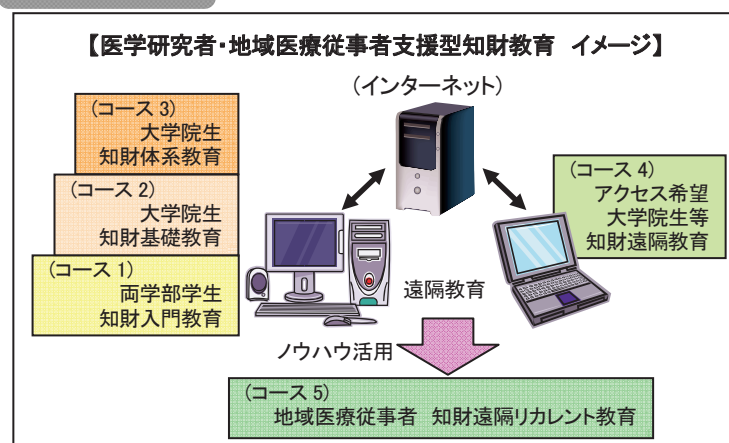 【医学研究者・地域医療従事者支援型知財教育 イメージ】
(インターネット)
(コース 3)
大学院生
知財体系教育
(コース 2)
大学院生
知財基礎教育
(コース 1)
両学部学生
知財入門教育
(コース 4)
アクセス希望
大学院生等
知財遠隔教育
遠隔教育
ノウハウ活用
(コース 5)
地域医療従事者 知財遠隔リカレント教育